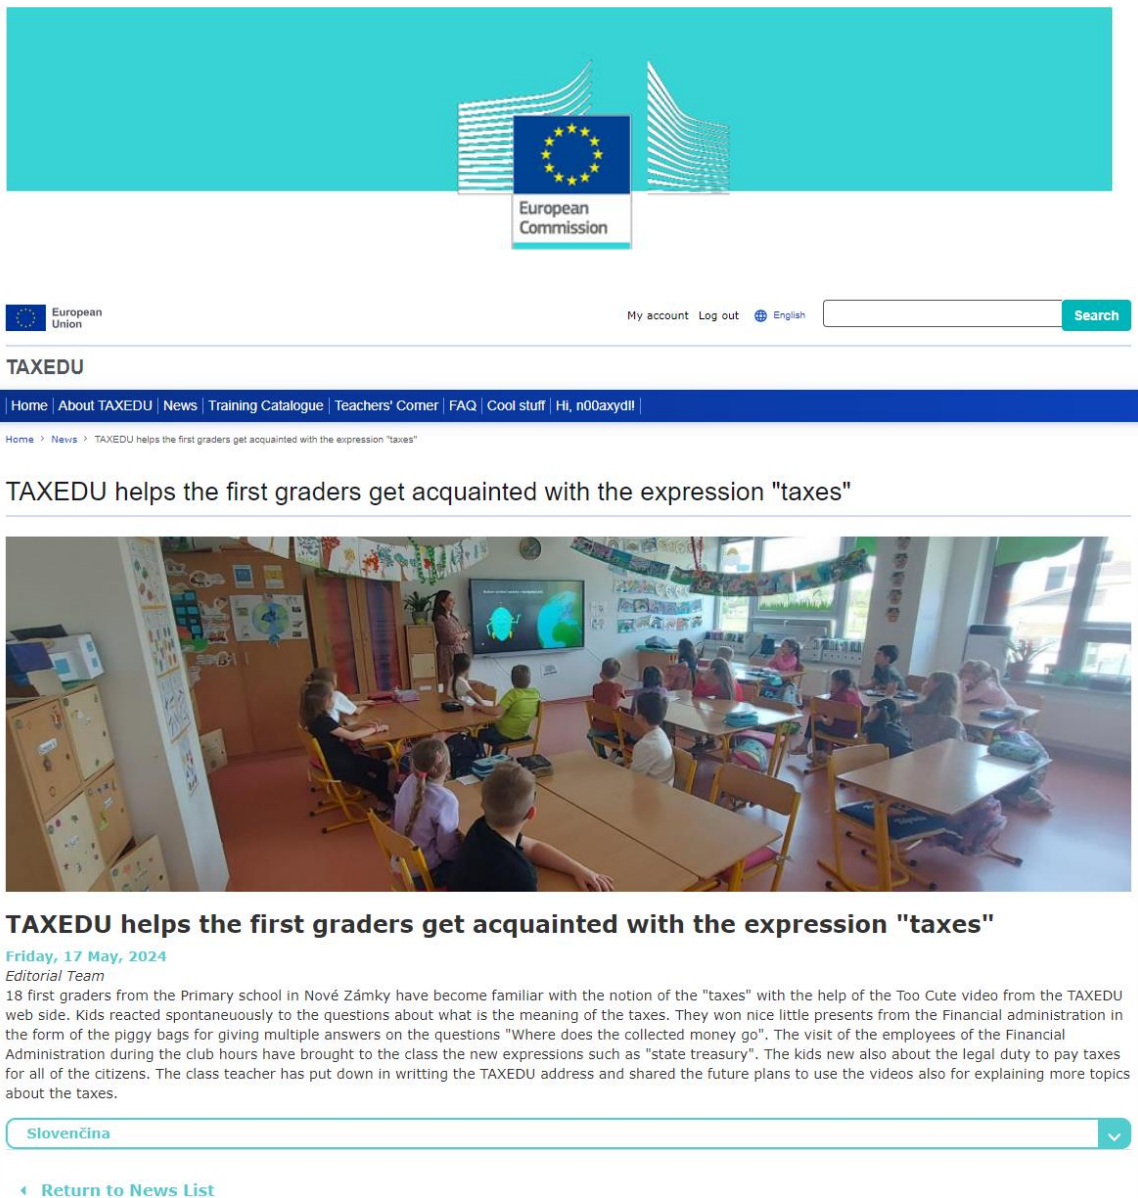 European
Commission
European
Union
My account Log out English Search
TAXEDU
Home | About TAXEDU | News | Training Catalogue | Teachers' Corner | FAQ | Cool stuff | Hi, n00axydl! |
Home > News > TAXEDU helps the first graders get acquainted with the expression "taxes"
TAXEDU helps the first graders get acquainted with the expression "taxes"
TAXEDU helps the first graders get acquainted with the expression "taxes"
Friday, 17 May, 2024
Editorial Team
18 first graders from the Primary school in Nové Zámky have become familiar with the notion of the "taxes" with the help of the Too Cute video from the TAXEDU
web side. Kids reacted spontaneuously to the questions about what is the meaning of the taxes. They won nice little presents from the Financial administration in
the form of the piggy bags for giving multiple answers on the questions "Where does the collected money go". The visit of the employees of the Financial
Administration during the club hours have brought to the class the new expressions such as "state treasury". The kids new also about the legal duty to pay taxes
for all of the citizens. The class teacher has put down in writting the TAXEDU address and shared the future plans to use the videos also for explaining more topics
about the taxes.
Slovenčina
Return to News List